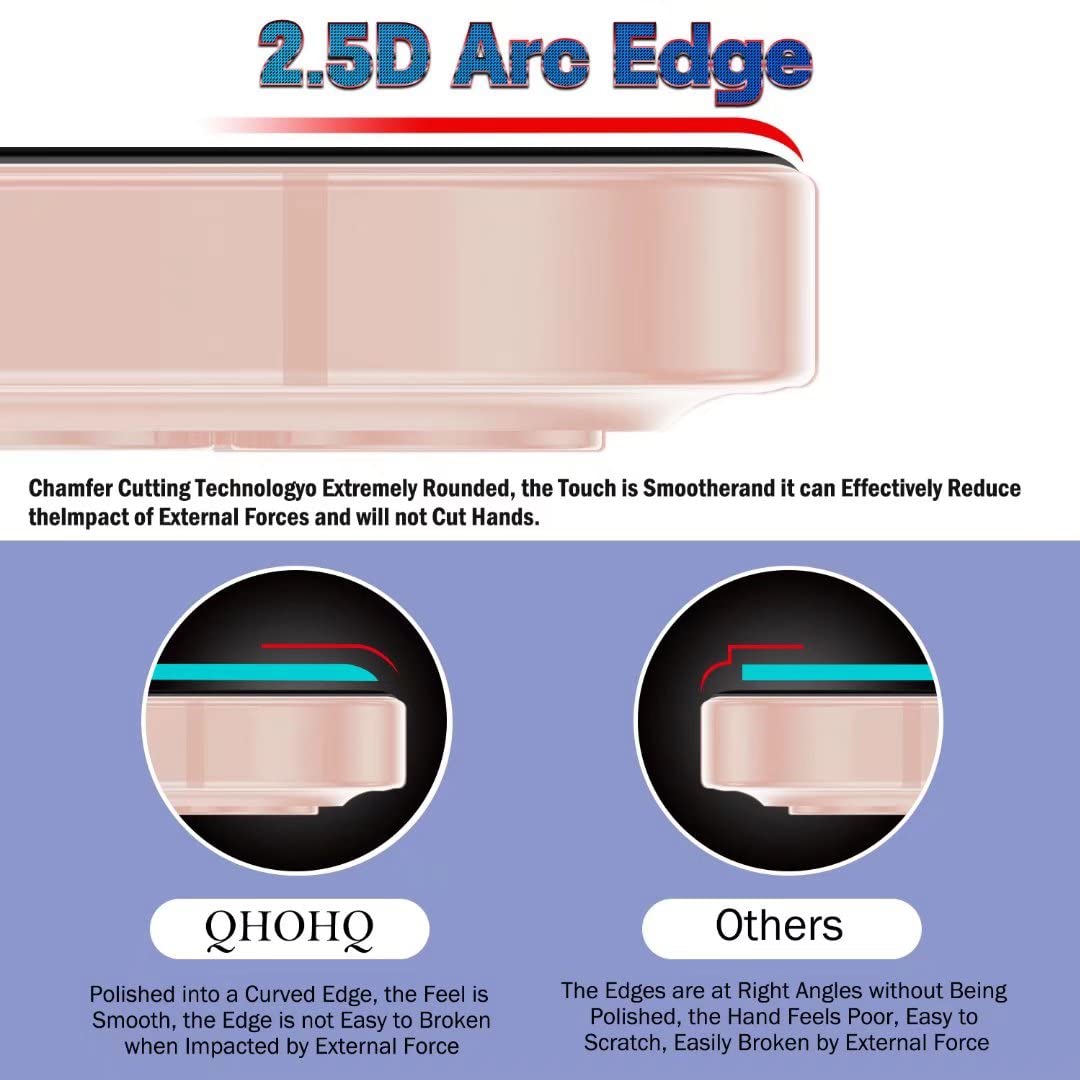 2.5D Arc Edge
Chamfer Cutting Technologyo Extremely Rounded, the Touch is Smootherand it can Effectively Reduce
theImpact of External Forces and will not Cut Hands.
QHOHQ
Polished into a Curved Edge, the Feel is
Smooth, the Edge is not Easy to Broken
when Impacted by External Force
Others
The Edges are at Right Angles without Being
Polished, the Hand Feels Poor, Easy to
Scratch, Easily Broken by External Force